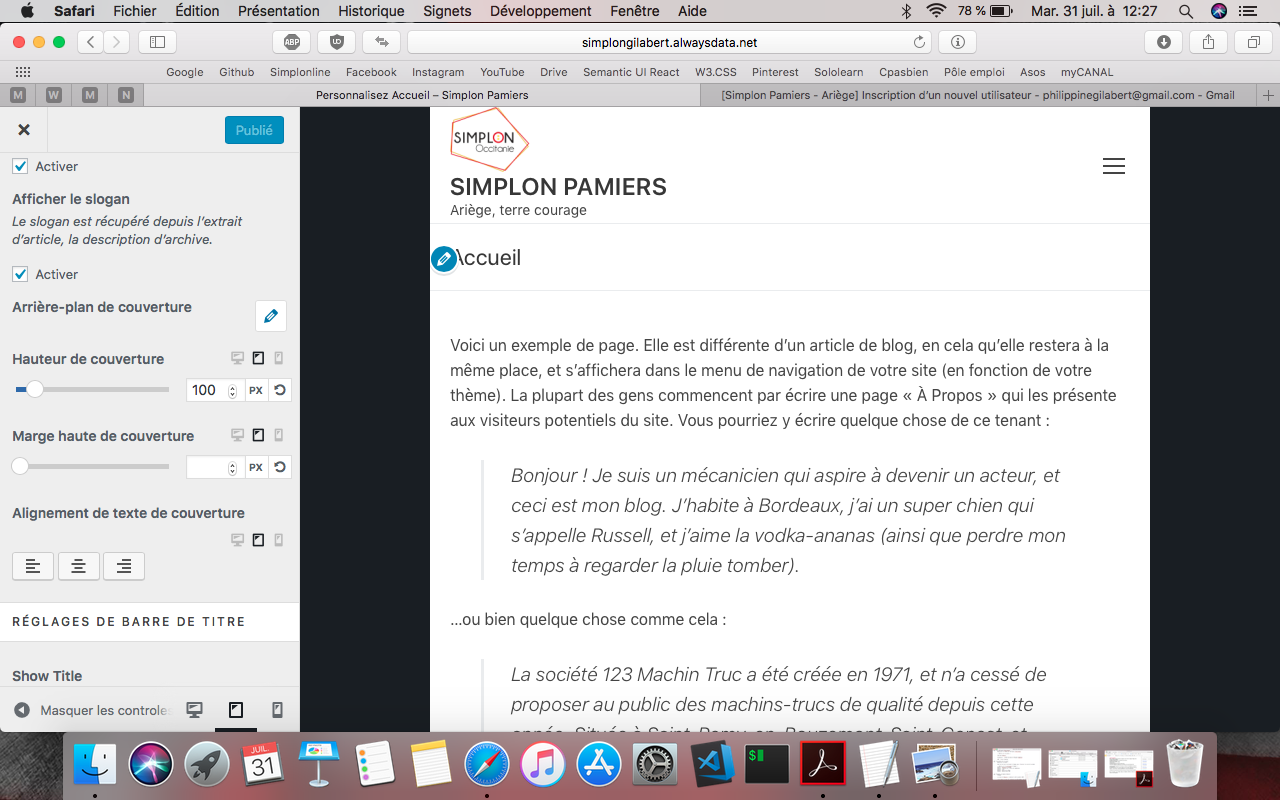 Safari Fichier Édition Présentation Historique Signets Développement Fenêtre Aide 78 % Mar. 31 juil. à 12:27
ABP UD simplongilabert.alwaysdata.net
Google Github Simplonline Facebook Instagram YouTube Drive Semantic UI React W3.CSS Pinterest Sololearn Cpasbien Pôle emploi Asos myCANAL
M W M N Personnalisez Accueil – Simplon Pamiers [Simplon Pamiers - Ariège] Inscription d’un nouvel utilisateur - philippinegilabert@gmail.com - Gmail
Publié
Activer
Afficher le slogan
Le slogan est récupéré depuis l’extrait
d’article, la description d’archive.
Activer
Arrière-plan de couverture
Hauteur de couverture
100 PX
Marge haute de couverture
PX
Alignement de texte de couverture
RÉGLAGES DE BARRE DE TITRE
Show Title
Masquer les controles
SIMPLON
Occitanie
SIMPLON PAMIERS
Ariège, terre courage
Accueil
Voici un exemple de page. Elle est différente d’un article de blog, en cela qu’elle restera à la
même place, et s’affichera dans le menu de navigation de votre site (en fonction de votre
thème). La plupart des gens commencent par écrire une page « À Propos » qui les présente
aux visiteurs potentiels du site. Vous pourriez y écrire quelque chose de ce tenant :
Bonjour ! Je suis un mécanicien qui aspire à devenir un acteur, et
ceci est mon blog. J’habite à Bordeaux, j’ai un super chien qui
s’appelle Russell, et j’aime la vodka-ananas (ainsi que perdre mon
temps à regarder la pluie tomber).
...ou bien quelque chose comme cela :
La société 123 Machin Truc a été créée en 1971, et n’a cessé de
proposer au public des machins-trucs de qualité depuis cette
JUIL.
31
$